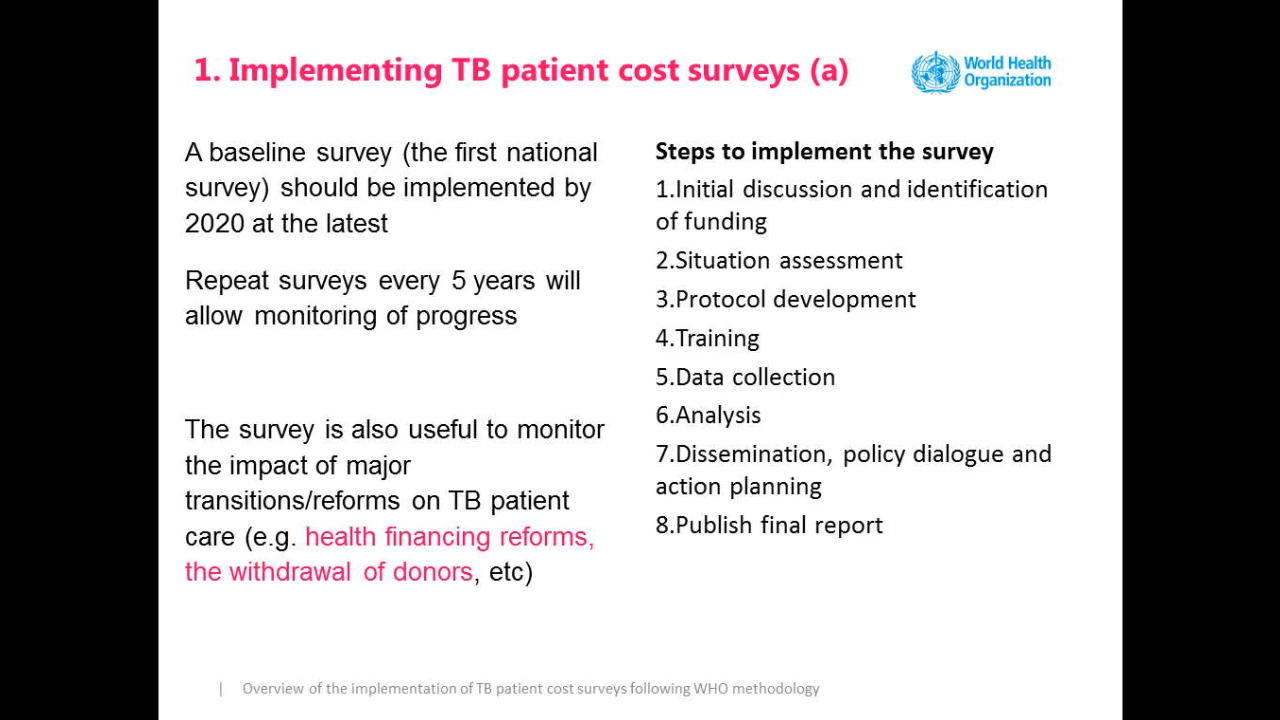 1. Implementing TB patient cost surveys (a)
World Health
Organization
A baseline survey (the first national
survey) should be implemented by
2020 at the latest
Repeat surveys every 5 years will
allow monitoring of progress
The survey is also useful to monitor
the impact of major
transitions/reforms on TB patient
care (e.g. health financing reforms,
the withdrawal of donors, etc)
Steps to implement the survey
1.Initial discussion and identification
of funding
2.Situation assessment
3.Protocol development
4.Training
5.Data collection
6.Analysis
7.Dissemination, policy dialogue and
action planning
8.Publish final report
| Overview of the implementation of TB patient cost surveys following WHO methodology